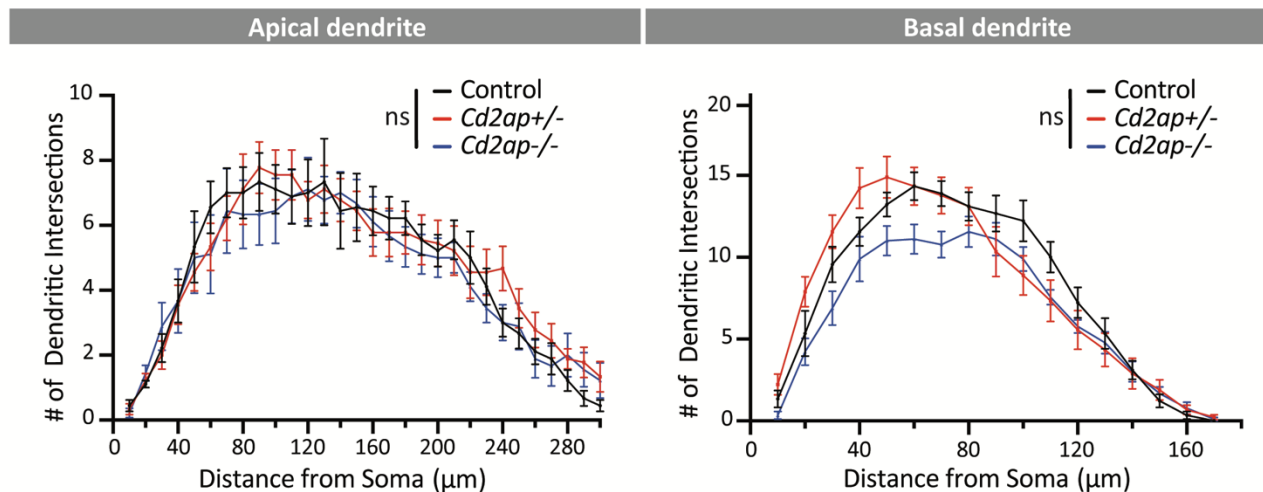 Apical dendrite
# of Dendritic Intersections
10
8
6
4
2
0
ns
Control
Cd2ap+/-
Cd2ap-/-
0 40 80 120 160 200 240 280
Distance from Soma (μm)
Basal dendrite
# of Dendritic Intersections
20
15
10
5
0
ns
Control
Cd2ap+/-
Cd2ap-/-
0 40 80 120 160
Distance from Soma (μm)